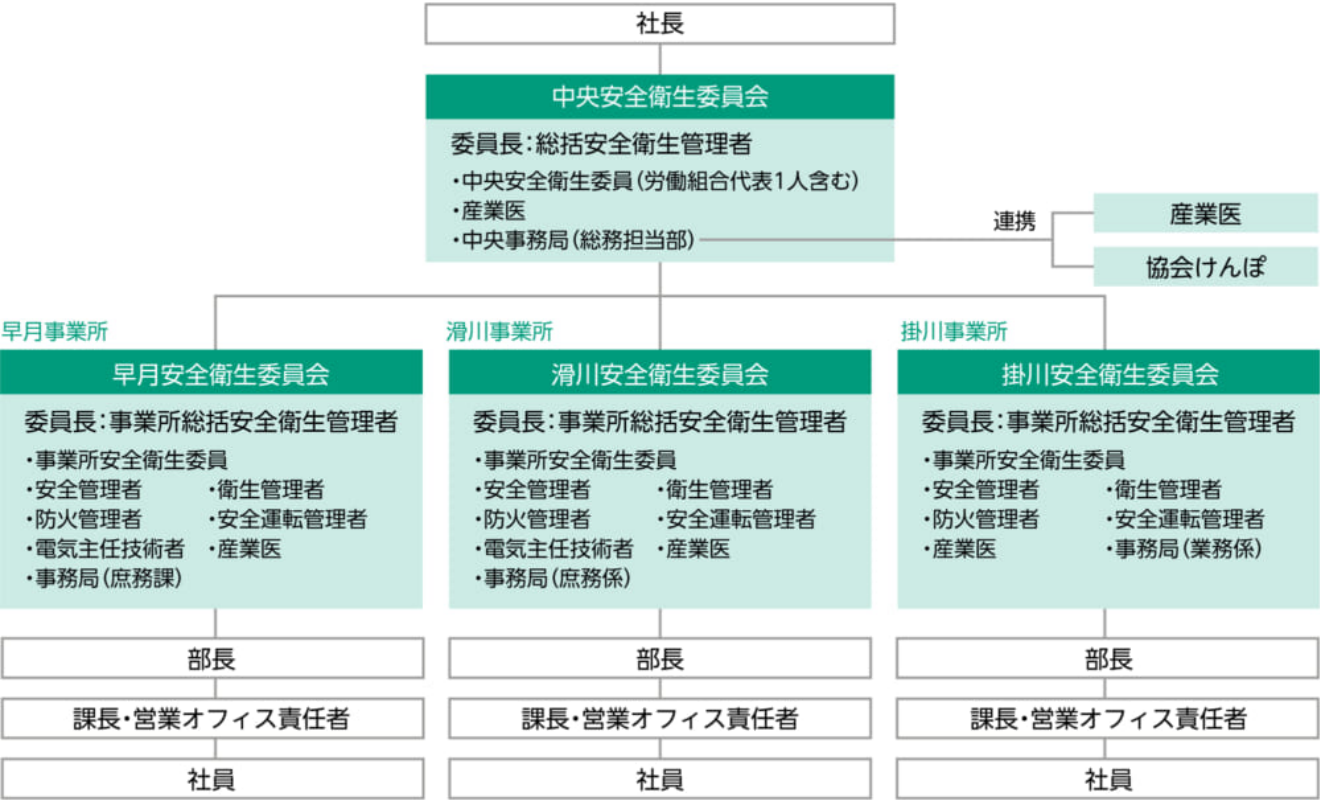 社長
中央安全衛生委員会
委員長：総括安全衛生管理者
・中央安全衛生委員（労働組合代表1人含む）
・産業医
・中央事務局（総務担当部）
連携
産業医
協会けんぽ
早月事業所
早月安全衛生委員会
委員長：事業所総括安全衛生管理者
・事業所安全衛生委員
・安全管理者 ・衛生管理者
・防火管理者 ・安全運転管理者
・電気主任技術者 ・産業医
・事務局（庶務課）
部長
課長・営業オフィス責任者
社員
滑川事業所
滑川安全衛生委員会
委員長：事業所総括安全衛生管理者
・事業所安全衛生委員
・安全管理者 ・衛生管理者
・防火管理者 ・安全運転管理者
・電気主任技術者 ・産業医
・事務局（庶務係）
部長
課長・営業オフィス責任者
社員
掛川事業所
掛川安全衛生委員会
委員長：事業所総括安全衛生管理者
・事業所安全衛生委員
・安全管理者 ・衛生管理者
・防火管理者 ・安全運転管理者
・産業医 ・事務局（業務係）
部長
課長・営業オフィス責任者
社員